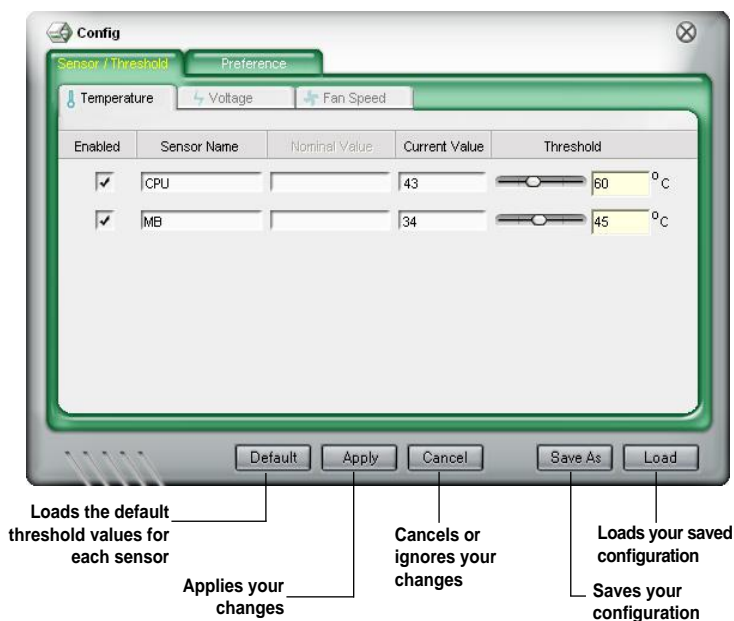 Config
Sensor / Threshold Preference
Temperature Voltage Fan Speed
Enabled Sensor Name Nominal Value Current Value Threshold
CPU 43 60 °C
MB 34 45 °C
Default Apply Cancel Save As Load
Loads the default
threshold values for
each sensor
Applies your
changes
Cancels or
ignores your
changes
Saves your
configuration
Loads your saved
configuration